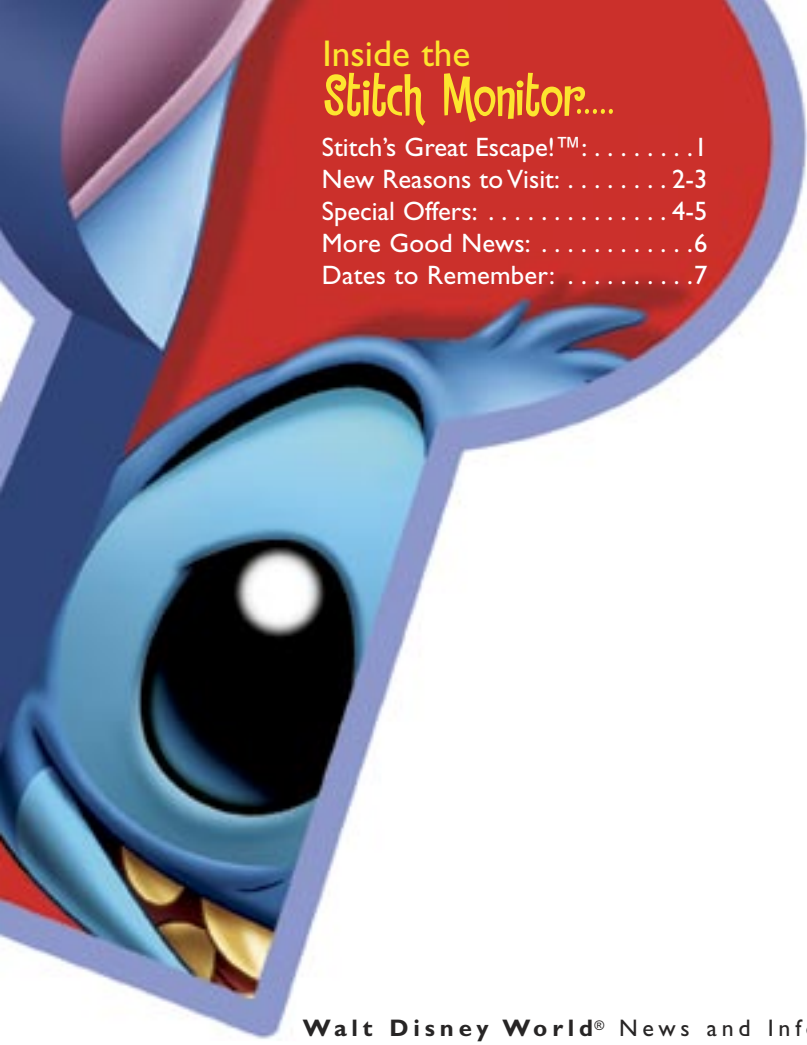 Inside the
Stitch Monitor.....
Stitch's Great Escape!™: . . . . . . . .1
New Reasons to Visit: . . . . . . . . 2-3
Special Offers: . . . . . . . . . . . . . . 4-5
More Good News: . . . . . . . . . . . .6
Dates to Remember: . . . . . . . . . .7
Walt Disney World® News and